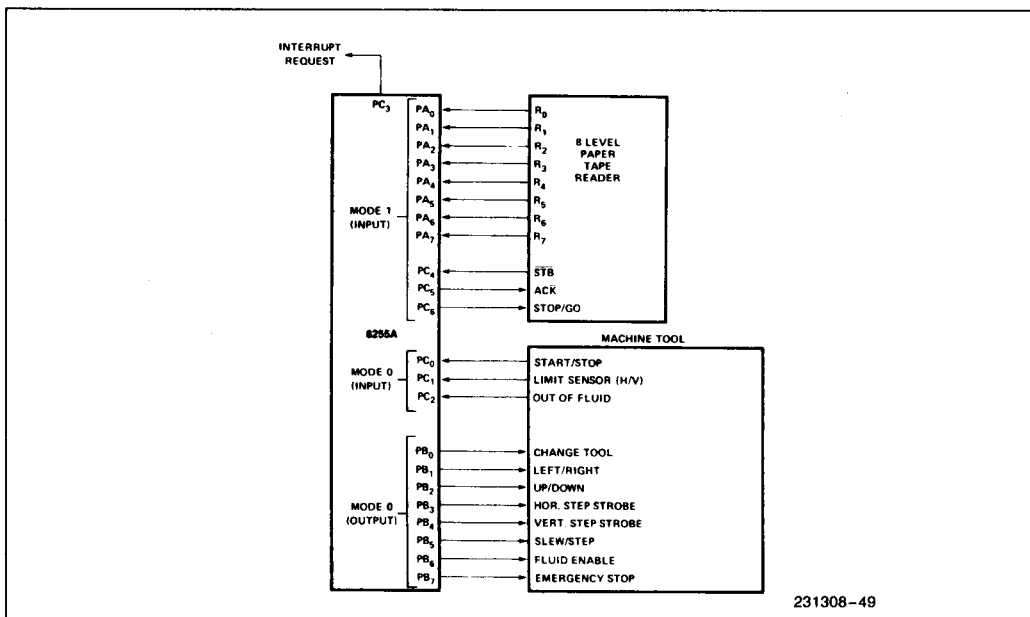 INTERRUPT
REQUEST
PC3
PA0
R0
PA1
R1
PA2
R2
PA3
R3
PA4
R4
PA5
R5
PA6
R6
PA7
R7
8 LEVEL
PAPER
TAPE
READER
MODE 1
(INPUT)
PC4
STB
PC5
ACK
PC6
STOP/GO
8255A
MACHINE TOOL
MODE 0
(INPUT)
PC0
START/STOP
PC1
LIMIT SENSOR (H/V)
PC2
OUT OF FLUID
MODE 0
(OUTPUT)
PB0
CHANGE TOOL
PB1
LEFT/RIGHT
PB2
UP/DOWN
PB3
HOR. STEP STROBE
PB4
VERT. STEP STROBE
PB5
SLEW/STEP
PB6
FLUID ENABLE
PB7
EMERGENCY STOP
231308-49